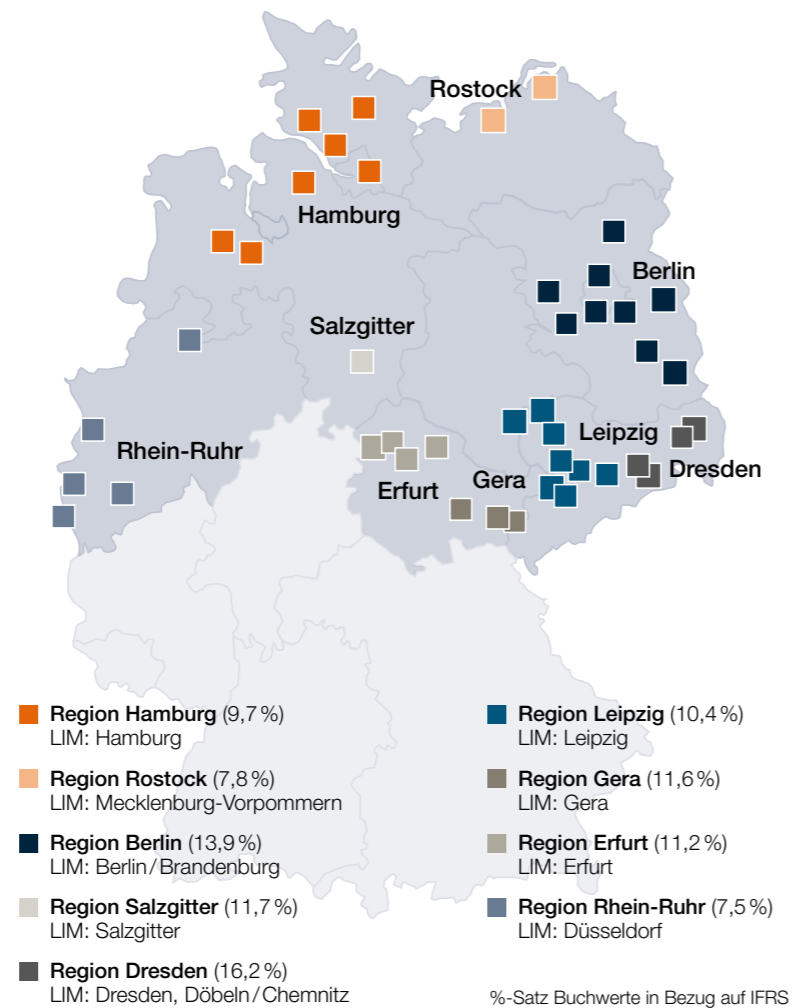 Rostock
Hamburg
Berlin
Salzgitter
Rhein-Ruhr
Leipzig
Dresden
Gera
Erfurt
Region Hamburg (9,7 %)
LIM: Hamburg
Region Rostock (7,8 %)
LIM: Mecklenburg-Vorpommern
Region Berlin (13,9 %)
LIM: Berlin/Brandenburg
Region Salzgitter (11,7 %)
LIM: Salzgitter
Region Dresden (16,2 %)
LIM: Dresden, Döbeln/Chemnitz
Region Leipzig (10,4 %)
LIM: Leipzig
Region Gera (11,6 %)
LIM: Gera
Region Erfurt (11,2 %)
LIM: Erfurt
Region Rhein-Ruhr (7,5 %)
LIM: Düsseldorf
%-Satz Buchwerte in Bezug auf IFRS